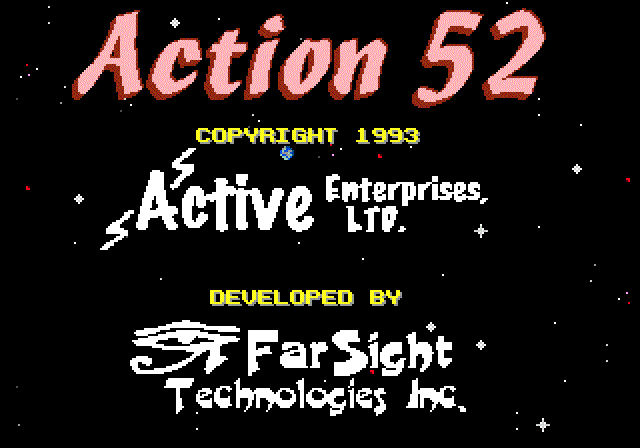 Action 52
COPYRIGHT 1993
Active Enterprises,
LTD.
DEVELOPED BY
FarSight
Technologies Inc.